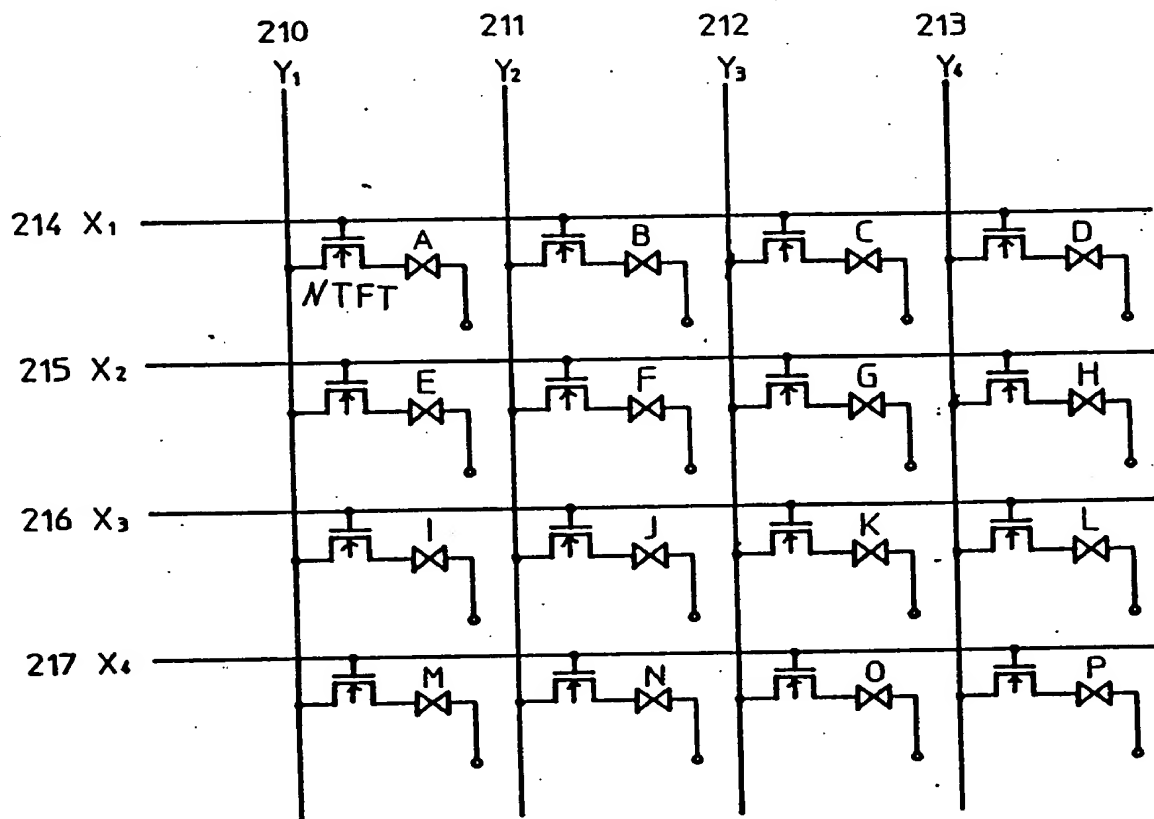 210 211 212 213
Y₁ Y₂ Y₃ Y₄
214 X₁
A B C D
NTFT
215 X₂
E F G H
216 X₃
I J K L
217 X₄
M N O P